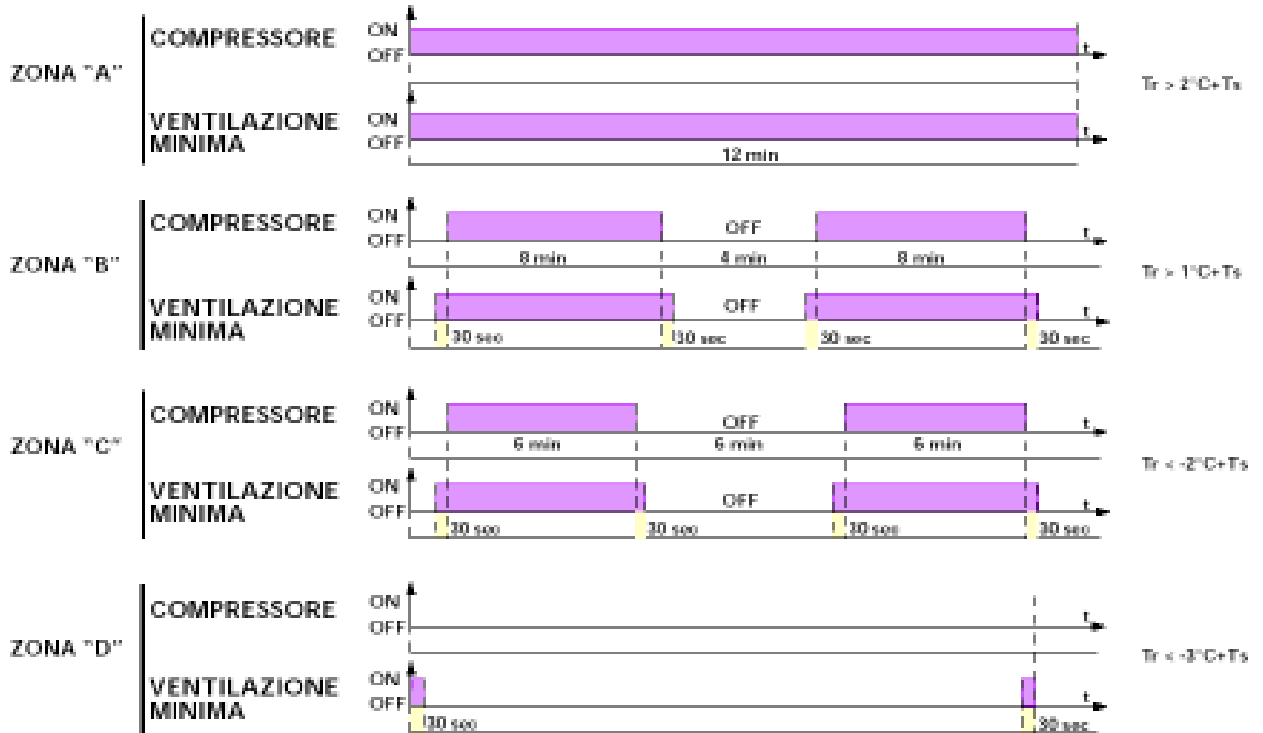 COMPRESSORE
ON
OFF
t
ZONA "A"
Tr > 2°C+Ts
VENTILAZIONE
MINIMA
ON
OFF
t
12 min
COMPRESSORE
ON
OFF
OFF
t
8 min
4 min
8 min
ZONA "B"
Tr > 1°C+Ts
VENTILAZIONE
MINIMA
ON
OFF
OFF
t
30 sec
30 sec
30 sec
30 sec
COMPRESSORE
ON
OFF
OFF
t
6 min
6 min
6 min
ZONA "C"
Tr < -2°C+Ts
VENTILAZIONE
MINIMA
ON
OFF
OFF
t
30 sec
30 sec
30 sec
30 sec
COMPRESSORE
ON
OFF
t
ZONA "D"
Tr < -3°C+Ts
VENTILAZIONE
MINIMA
ON
OFF
t
30 sec
30 sec